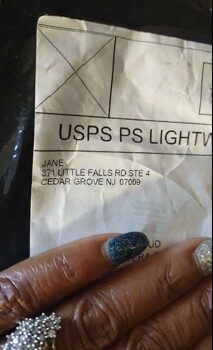 USPS PS LIGHTW
JANE
371 LITTLE FALLS RD STE 4
CEDAR GROVE NJ 07009